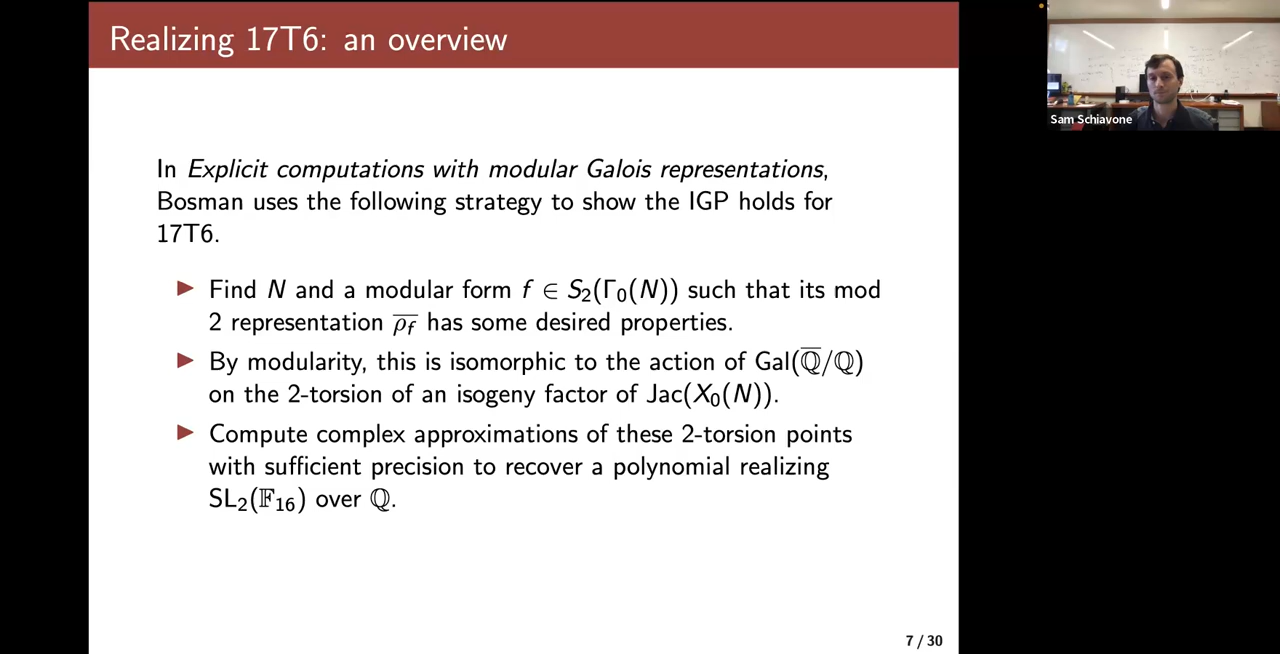 Realizing 17T6: an overview
Sam Schiavone
In Explicit computations with modular Galois representations,
Bosman uses the following strategy to show the IGP holds for
17T6.
▶ Find N and a modular form f ∈ S₂(Γ₀(N)) such that its mod
2 representation ρ̅_f̅ has some desired properties.
▶ By modularity, this is isomorphic to the action of Gal(ℚ̅/ℚ)
on the 2-torsion of an isogeny factor of Jac(X₀(N)).
▶ Compute complex approximations of these 2-torsion points
with sufficient precision to recover a polynomial realizing
SL₂(𝔽₁₆) over ℚ.
7 / 30